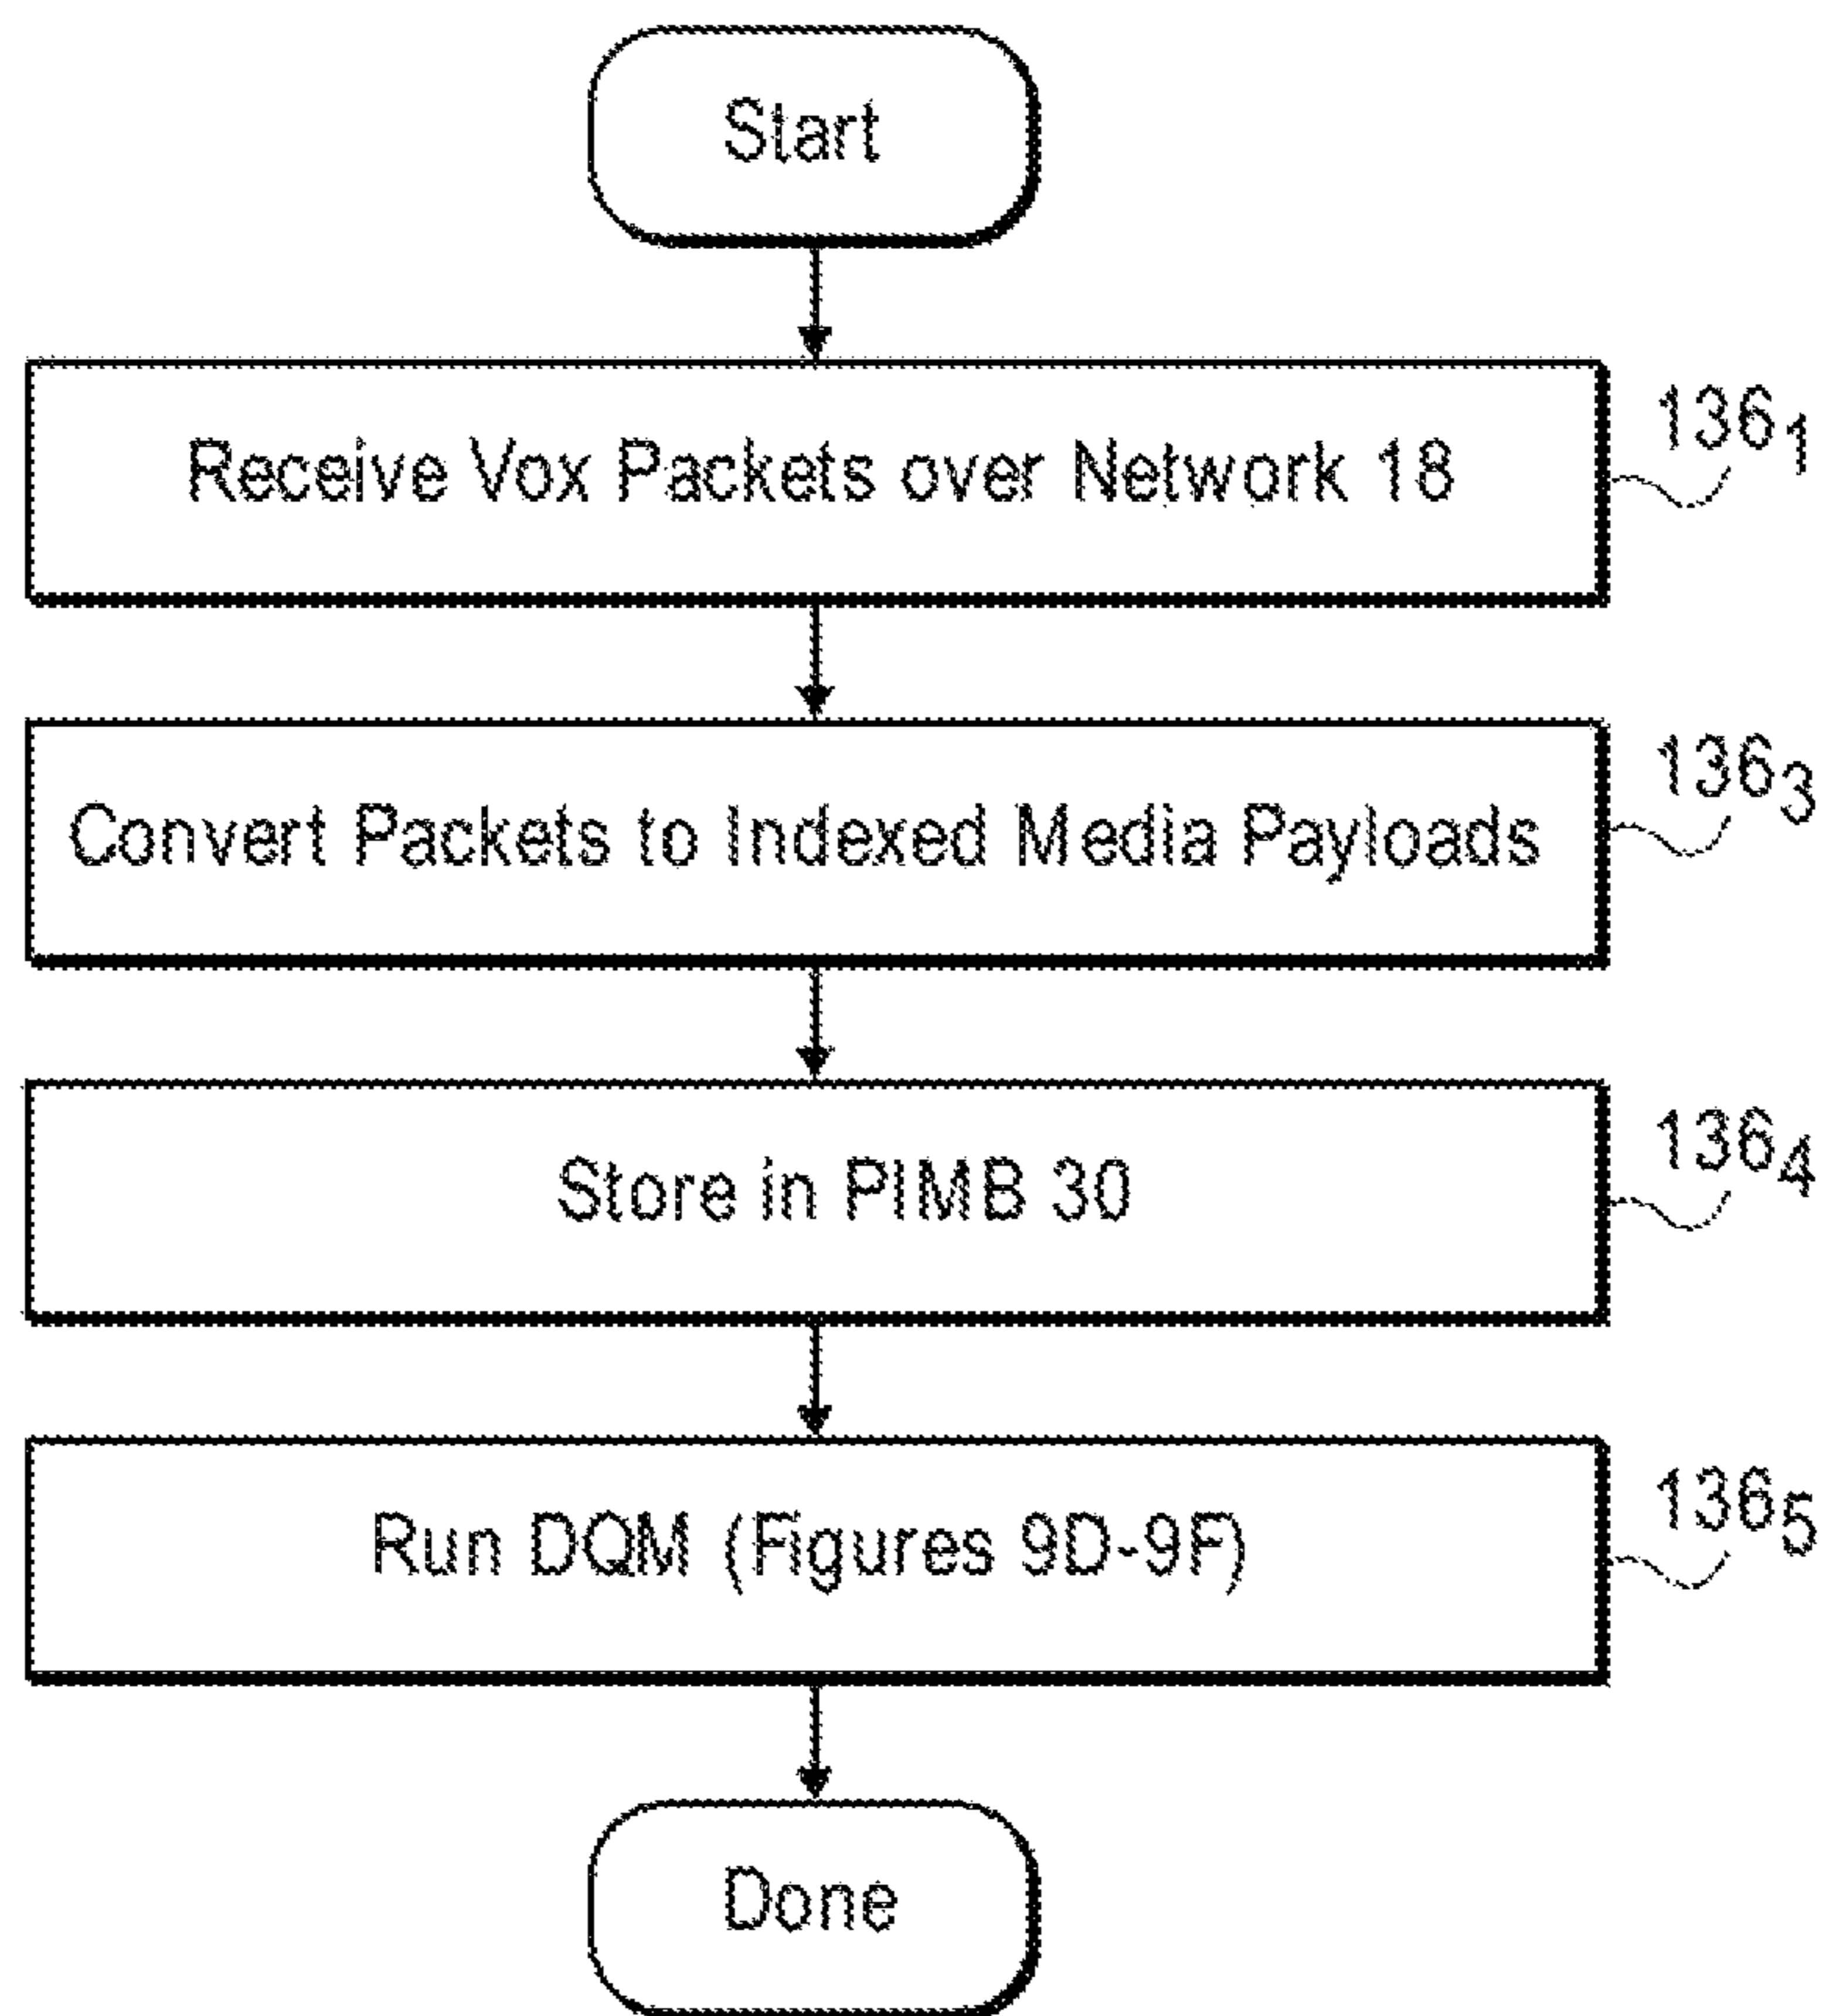 Start
Receive Vox Packets over Network 18
136₁
Convert Packets to Indexed Media Payloads
136₃
Store in PIMB 30
136₄
Run DQM (Figures 9D-9F)
136₅
Done